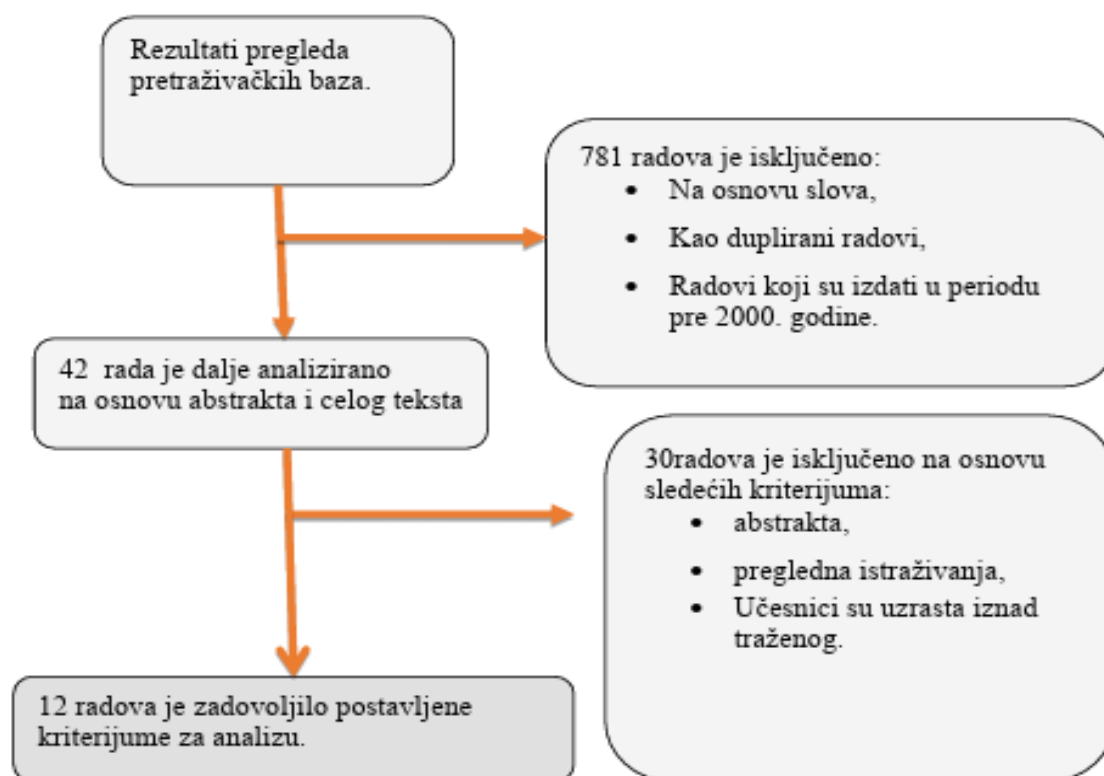 Rezultati pregleda
pretraživačkih baza.
781 radova je isključeno:
• Na osnovu slova,
• Kao duplirani radovi,
• Radovi koji su izdati u periodu
pre 2000. godine.
42 rada je dalje analizirano
na osnovu abstrakta i celog teksta
30radova je isključeno na osnovu
sledećih kriterijuma:
• abstrakta,
• pregledna istraživanja,
• Učesnici su uzrasta iznad
traženog.
12 radova je zadovoljilo postavljene
kriterijume za analizu.